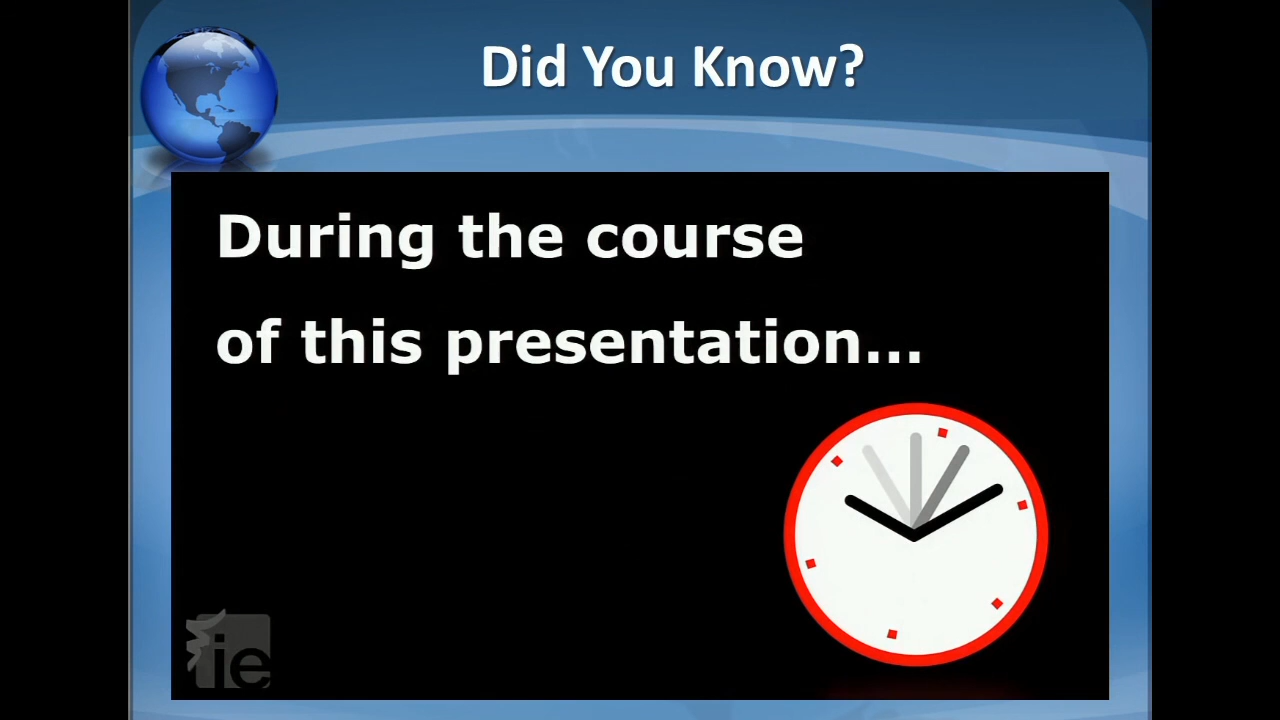 Did You Know?
During the course
of this presentation...
ie